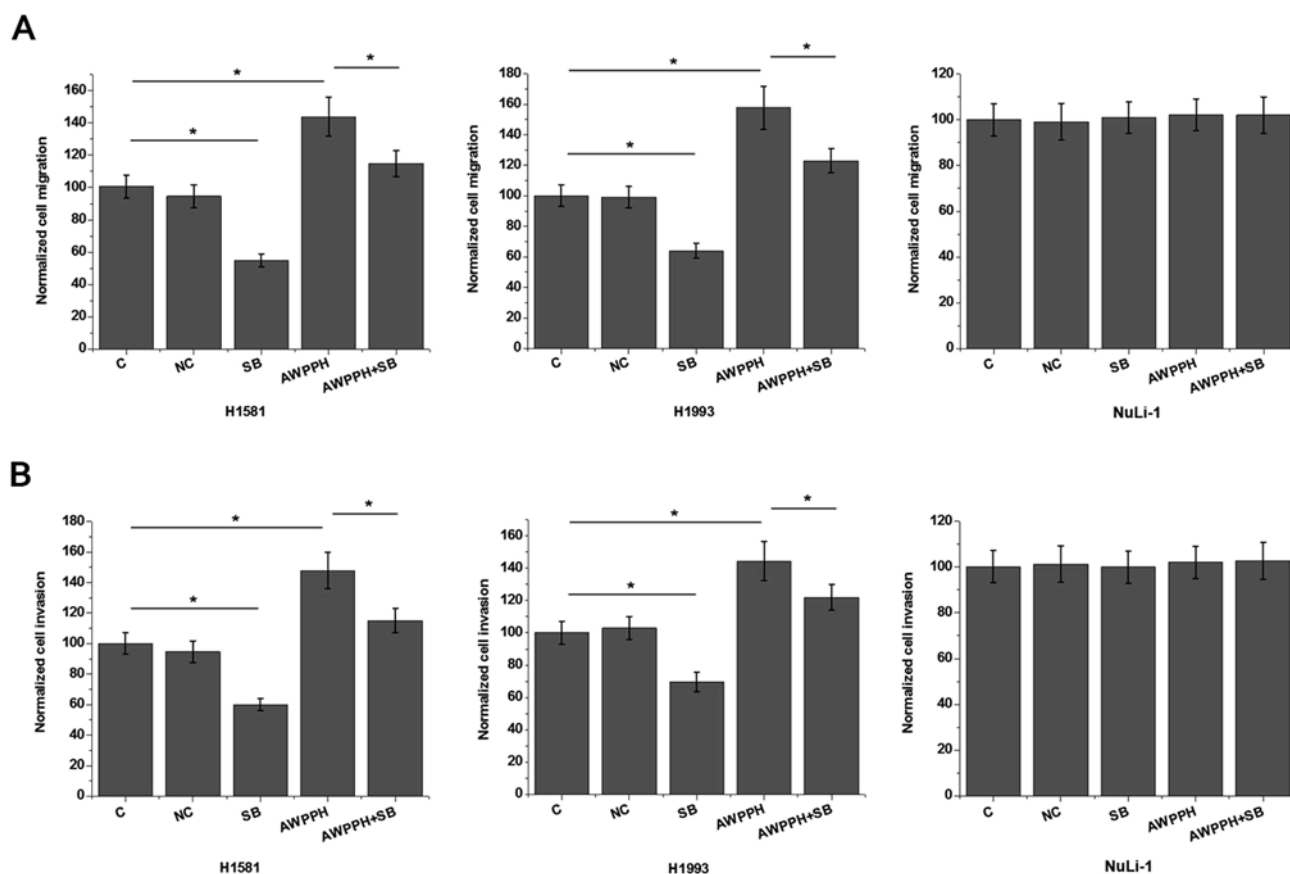 A
Normalized cell migration
160
140
120
100
80
60
40
20
0
*
*
*
C
NC
SB
AWPPH
AWPPH+SB
H1581
Normalized cell migration
180
160
140
120
100
80
60
40
20
0
*
*
*
C
NC
SB
AWPPH
AWPPH+SB
H1993
Normalized cell migration
120
100
80
60
40
20
0
C
NC
SB
AWPPH
AWPPH+SB
NuLi-1
B
Normalized cell invasion
180
160
140
120
100
80
60
40
20
0
*
*
*
C
NC
SB
AWPPH
AWPPH+SB
H1581
Normalized cell invasion
160
140
120
100
80
60
40
20
0
*
*
*
C
NC
SB
AWPPH
AWPPH+SB
H1993
Normalized cell invasion
120
100
80
60
40
20
0
C
NC
SB
AWPPH
AWPPH+SB
NuLi-1